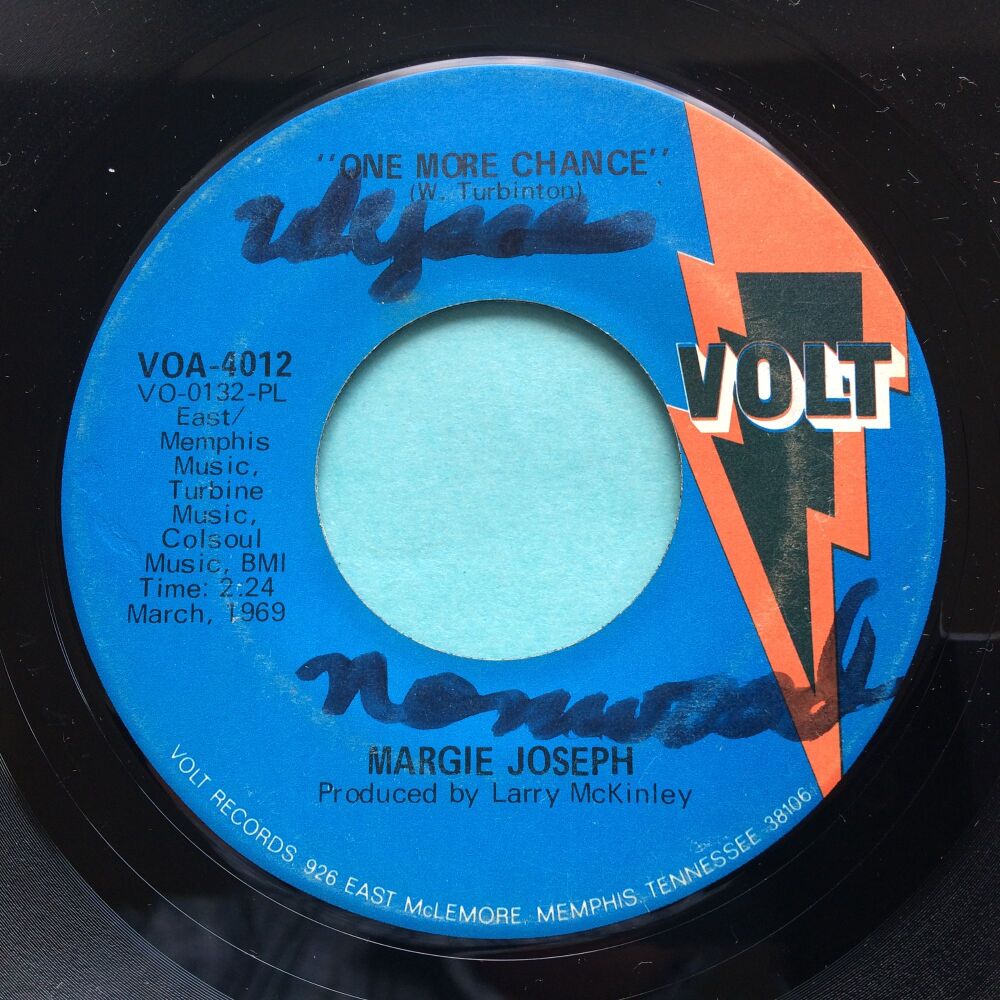 "ONE MORE CHANCE"
(W. Turbinton)
VOLT
VOA-4012
VO-0132-PL
East/
Memphis
Music,
Turbine
Music,
Colsoul
Music, BMI
Time: 2:24
March, 1969
MARGIE JOSEPH
Produced by Larry McKinley
VOLT RECORDS, 926 EAST McLEMORE, MEMPHIS, TENNESSEE 38106